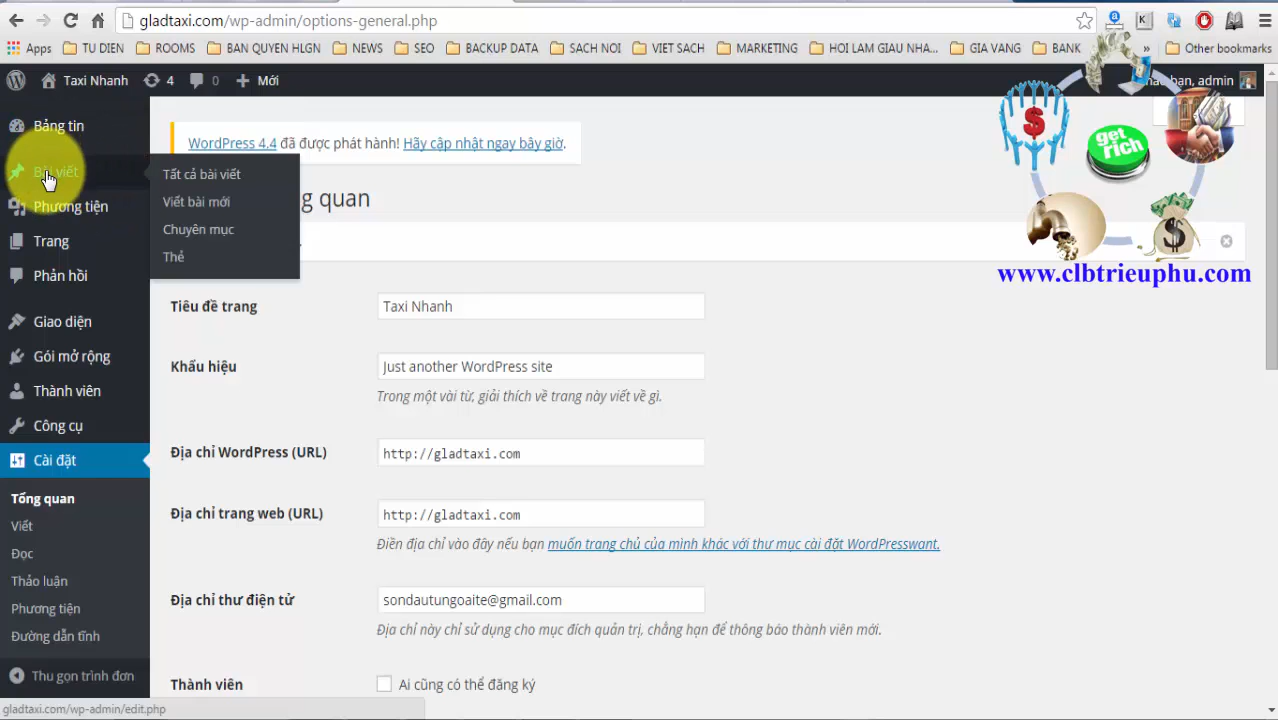 gladtaxi.com/wp-admin/options-general.php
Apps TU DIEN ROOMS BAN QUYEN HLGN NEWS SEO BACKUP DATA SACH NOI VIET SACH MARKETING HOI LAM GIAU NHA... GIA VANG BANK » Other bookmarks
Taxi Nhanh 4 0 Mới bạn, admin
Bảng tin
Bài viết
Phương tiện
Trang
Phản hồi
Giao diện
Gói mở rộng
Thành viên
Công cụ
Cài đặt
Tổng quan
Viết
Đọc
Thảo luận
Phương tiện
Đường dẫn tĩnh
Thu gọn trình đơn
Tất cả bài viết
Viết bài mới
Chuyên mục
Thẻ
WordPress 4.4 đã được phát hành! Hãy cập nhật ngay bây giờ.
g quan
Tiêu đề trang
Taxi Nhanh
Khẩu hiệu
Just another WordPress site
Trong một vài từ, giải thích về trang này viết về gì.
Địa chỉ WordPress (URL)
http://gladtaxi.com
Địa chỉ trang web (URL)
http://gladtaxi.com
Điền địa chỉ vào đây nếu bạn muốn trang chủ của mình khác với thư mục cài đặt WordPresswant.
Địa chỉ thư điện tử
sondautungoaite@gmail.com
Địa chỉ này chỉ sử dụng cho mục đích quản trị, chẳng hạn để thông báo thành viên mới.
Thành viên
Ai cũng có thể đăng ký
get rich
www.clbtrieuphu.com
gladtaxi.com/wp-admin/edit.php